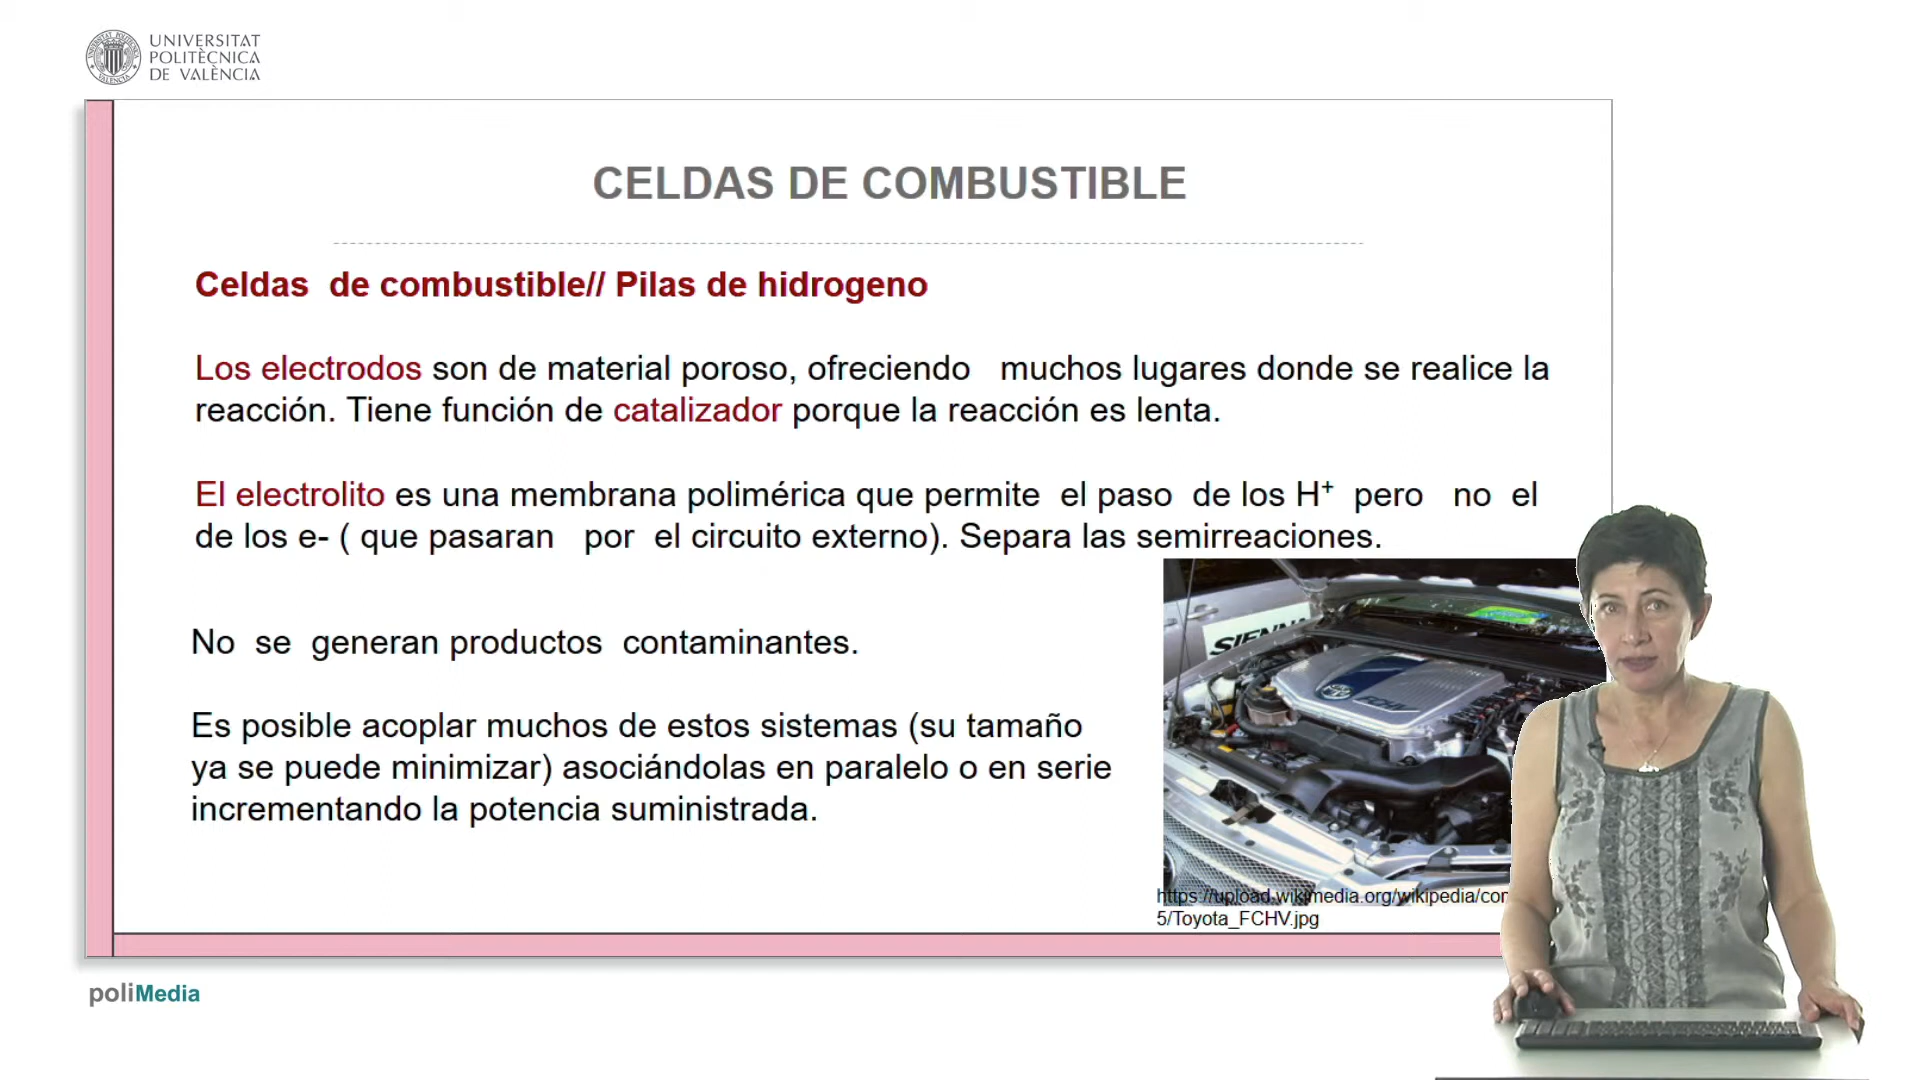 UNIVERSITAT
POLITÈCNICA
DE VALÈNCIA
CELDAS DE COMBUSTIBLE
Celdas de combustible// Pilas de hidrogeno
Los electrodos son de material poroso, ofreciendo muchos lugares donde se realice la
reacción. Tiene función de catalizador porque la reacción es lenta.
El electrolito es una membrana polimérica que permite el paso de los H⁺ pero no el
de los e- ( que pasaran por el circuito externo). Separa las semirreaciones.
No se generan productos contaminantes.
Es posible acoplar muchos de estos sistemas (su tamaño
ya se puede minimizar) asociándolas en paralelo o en serie
incrementando la potencia suministrada.
SIENNA
FCHV
https://upload.wikimedia.org/wikipedia/con
5/Toyota_FCHV.jpg
poliMedia